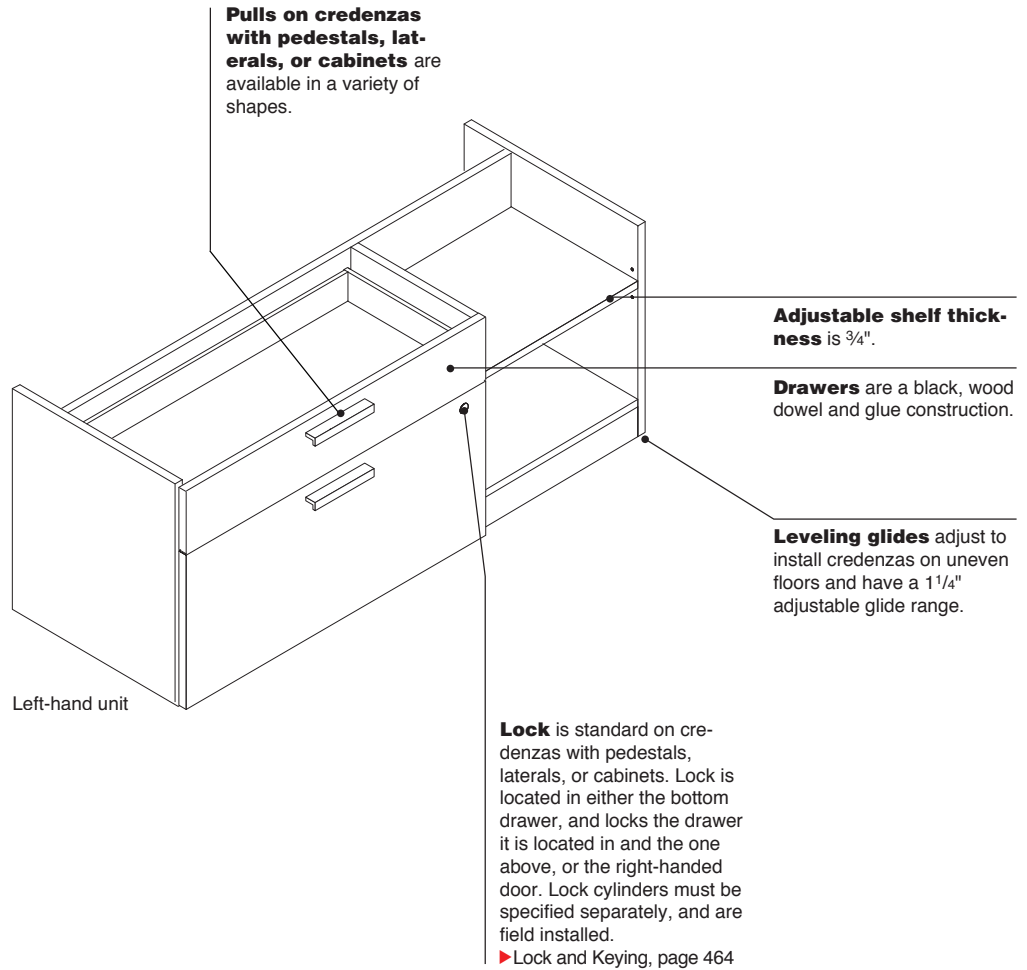 Pulls on credenzas
with pedestals, lat-
erals, or cabinets are
available in a variety of
shapes.
Adjustable shelf thick-
ness is ¾".
Drawers are a black, wood
dowel and glue construction.
Leveling glides adjust to
install credenzas on uneven
floors and have a 1¹/₄"
adjustable glide range.
Left-hand unit
Lock is standard on cre-
denzas with pedestals,
laterals, or cabinets. Lock is
located in either the bottom
drawer, and locks the drawer
it is located in and the one
above, or the right-handed
door. Lock cylinders must be
specified separately, and are
field installed.
▶Lock and Keying, page 464